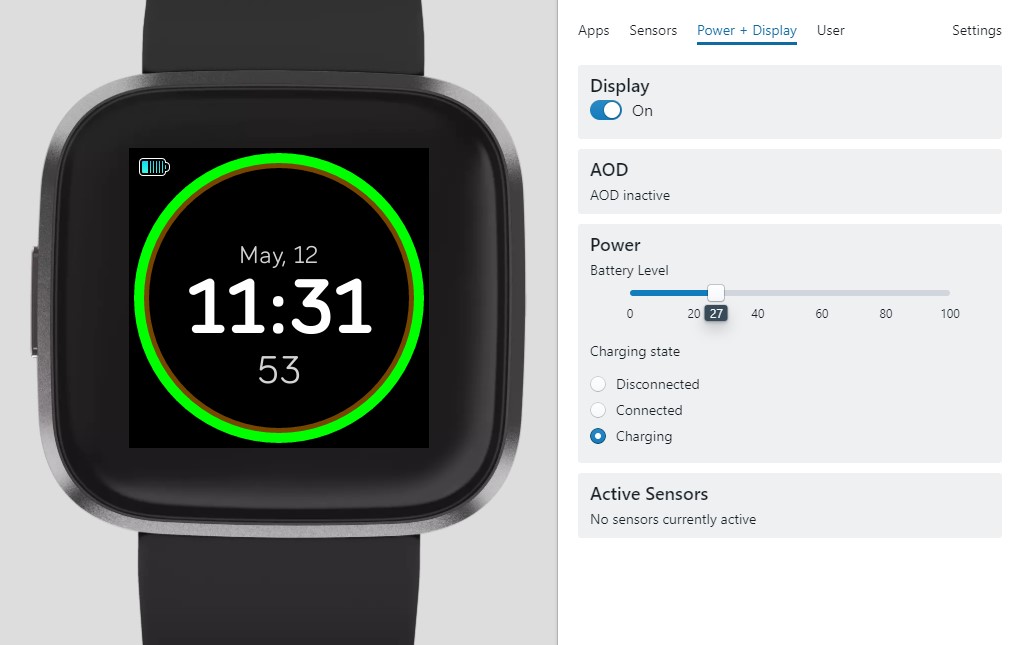 May, 12
11:31
53
Apps Sensors Power + Display User Settings
Display
On
AOD
AOD inactive
Power
Battery Level
0 20 27 40 60 80 100
Charging state
Disconnected
Connected
Charging
Active Sensors
No sensors currently active